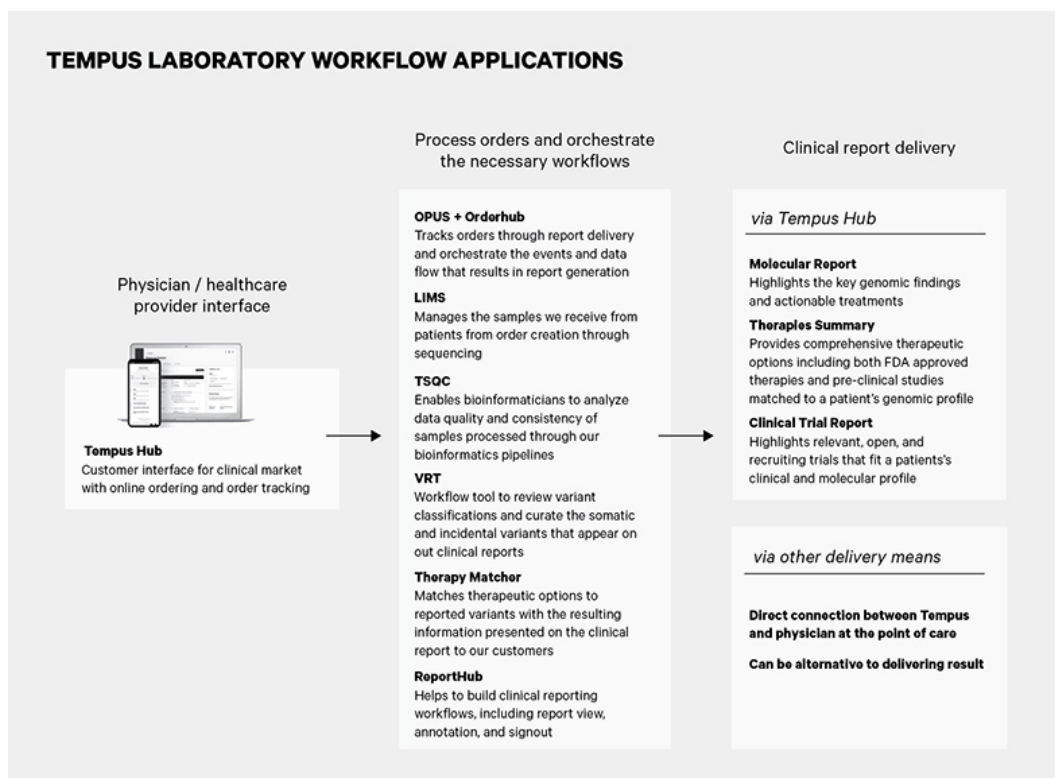 TEMPUS LABORATORY WORKFLOW APPLICATIONS
Physician / healthcare
provider interface
Tempus Hub
Customer interface for clinical market
with online ordering and order tracking
Process orders and orchestrate
the necessary workflows
OPUS + Orderhub
Tracks orders through report delivery
and orchestrate the events and data
flow that results in report generation
LIMS
Manages the samples we receive from
patients from order creation through
sequencing
TSQC
Enables bioinformaticians to analyze
data quality and consistency of
samples processed through our
bioinformatics pipelines
VRT
Workflow tool to review variant
classifications and curate the somatic
and incidental variants that appear on
out clinical reports
Therapy Matcher
Matches therapeutic options to
reported variants with the resulting
information presented on the clinical
report to our customers
ReportHub
Helps to build clinical reporting
workflows, including report view,
annotation, and signout
Clinical report delivery
via Tempus Hub
Molecular Report
Highlights the key genomic findings
and actionable treatments
Therapies Summary
Provides comprehensive therapeutic
options including both FDA approved
therapies and pre-clinical studies
matched to a patient's genomic profile
Clinical Trial Report
Highlights relevant, open, and
recruiting trials that fit a patients's
clinical and molecular profile
via other delivery means
Direct connection between Tempus
and physician at the point of care
Can be alternative to delivering result